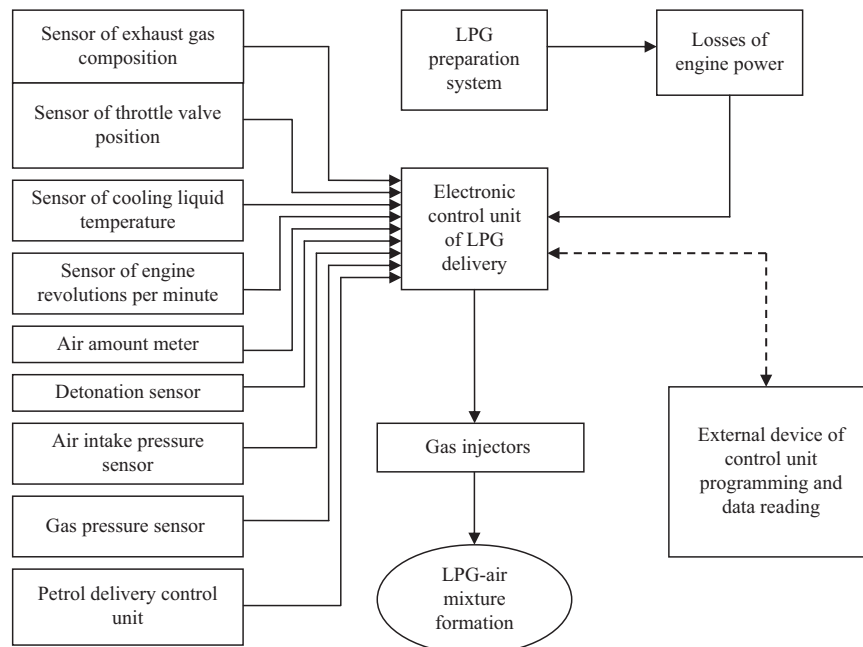 Sensor of exhaust gas
composition
Sensor of throttle valve
position
Sensor of cooling liquid
temperature
Sensor of engine
revolutions per minute
Air amount meter
Detonation sensor
Air intake pressure
sensor
Gas pressure sensor
Petrol delivery control
unit
LPG
preparation
system
Losses of
engine power
Electronic
control unit
of LPG
delivery
Gas injectors
LPG-air
mixture
formation
External device of
control unit
programming and
data reading